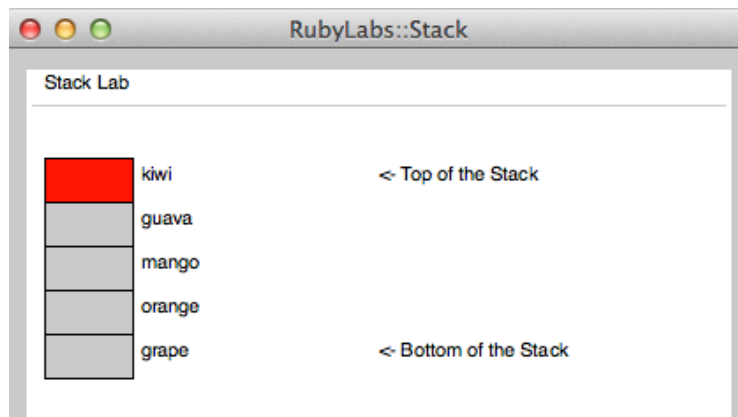 RubyLabs::Stack
Stack Lab
kiwi <- Top of the Stack
guava
mango
orange
grape <- Bottom of the Stack